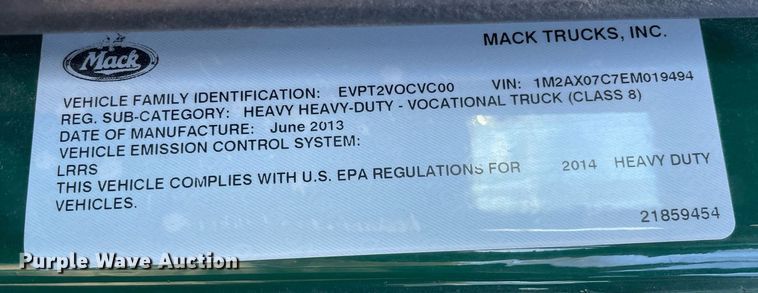 Mack
MACK TRUCKS, INC.
VEHICLE FAMILY IDENTIFICATION: EVPT2VOCVC00 VIN: 1M2AX07C7EM019494
REG. SUB-CATEGORY: HEAVY HEAVY-DUTY - VOCATIONAL TRUCK (CLASS 8)
DATE OF MANUFACTURE: June 2013
VEHICLE EMISSION CONTROL SYSTEM:
LRRS
THIS VEHICLE COMPLIES WITH U.S. EPA REGULATIONS FOR 2014 HEAVY DUTY
VEHICLES.
21859454
Purple Wave Auction